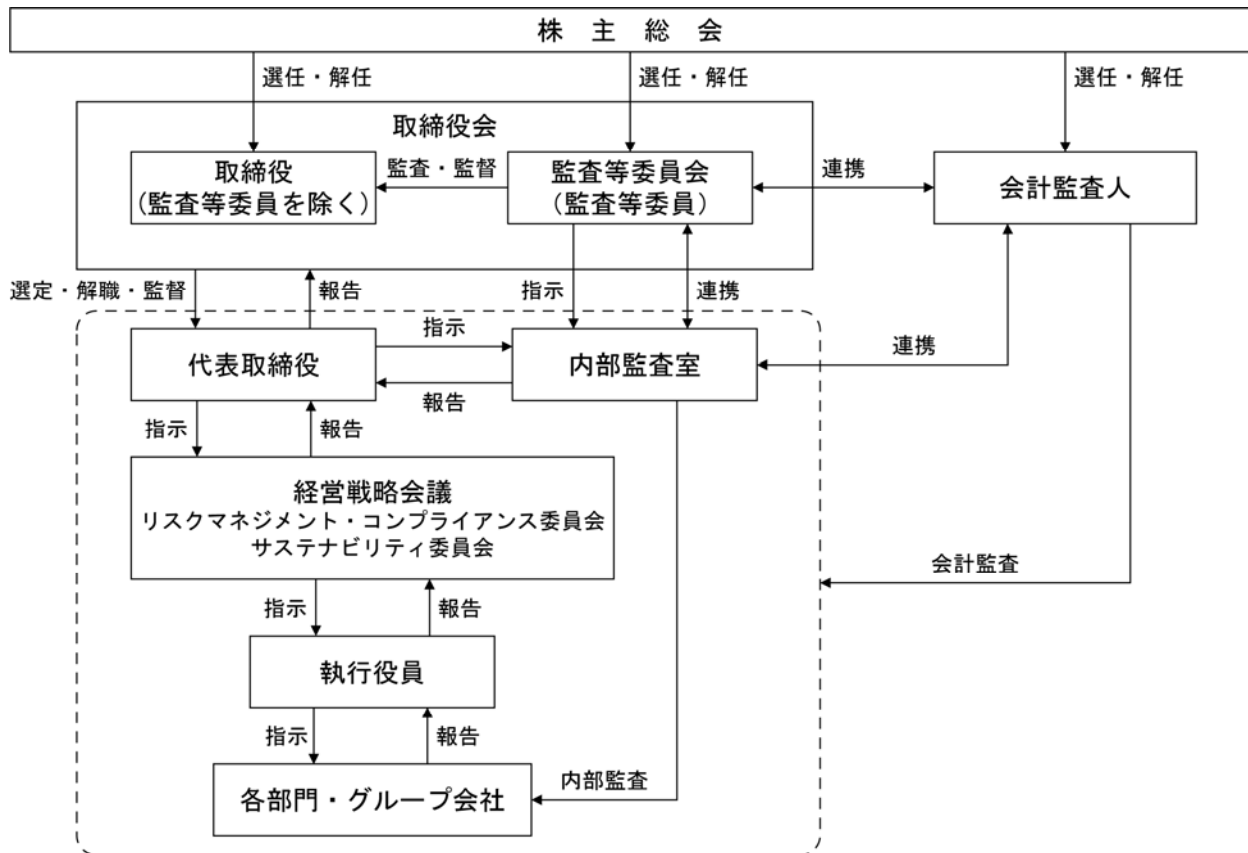 株主総会
選任・解任
選任・解任
選任・解任
取締役会
取締役
(監査等委員を除く)
監査・監督
監査等委員会
(監査等委員)
連携
会計監査人
選定・解職・監督
報告
指示
連携
代表取締役
指示
報告
内部監査室
連携
指示
報告
経営戦略会議
リスクマネジメント・コンプライアンス委員会
サステナビリティ委員会
会計監査
指示
報告
執行役員
指示
報告
内部監査
各部門・グループ会社